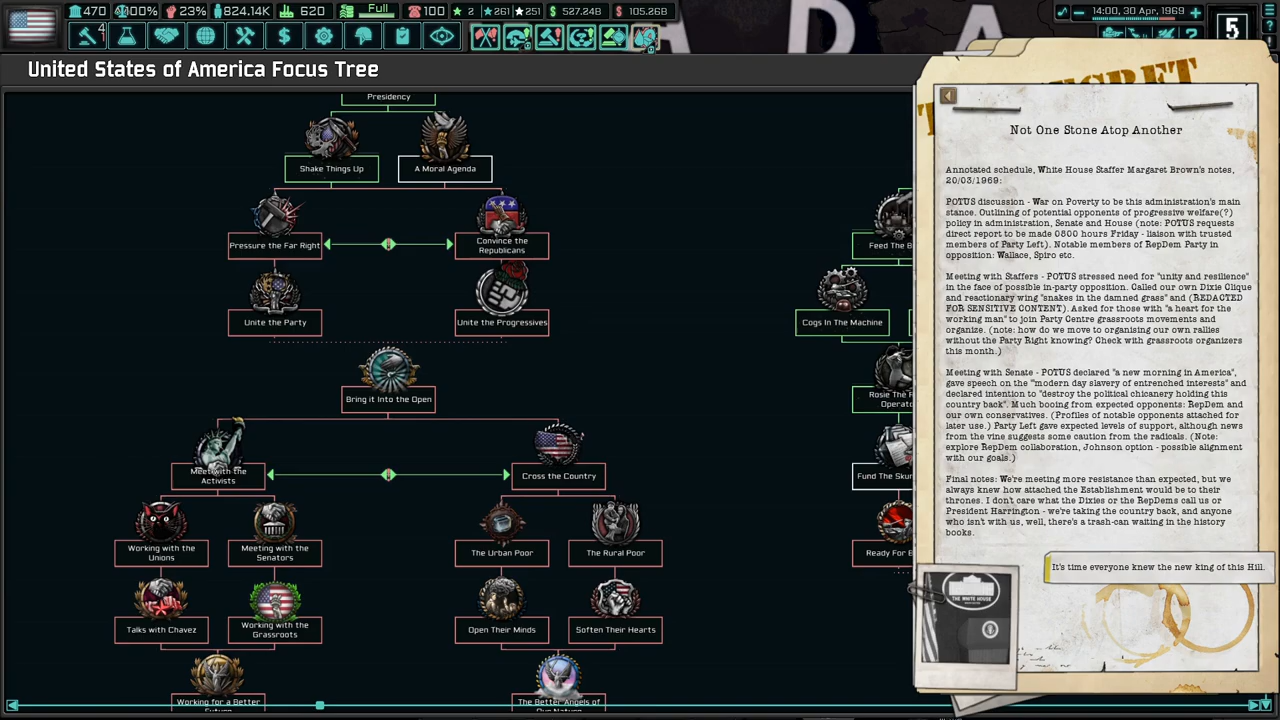 470
100%
23%
824.14K
620
Full
100
2
261
251
527.24B
105.26B
14:00, 30 Apr, 1969
4
5
United States of America Focus Tree
Presidency
Shake Things Up
A Moral Agenda
Pressure the Far Right
Convince the
Republicans
Feed The B
Unite the Party
Unite the Progressives
Cogs In The Machine
Bring it Into the Open
Rosie The R
Operato
Meet with the
Activists
Cross the Country
Fund The Sku
Working with the
Unions
Meeting with the
Senators
The Urban Poor
The Rural Poor
Ready For B
Talks with Chavez
Working with the
Grassroots
Open Their Minds
Soften Their Hearts
Working for a Better
Future
The Better Angels of
Our Nature
Not One Stone Atop Another
Annotated schedule, White House Staffer Margaret Brown's notes,
20/03/1969:
POTUS discussion - War on Poverty to be this administration's main
stance. Outlining of potential opponents of progressive welfare(?)
policy in administration, Senate and House (note: POTUS requests
direct report to be made 0800 hours Friday - liaison with trusted
members of Party Left). Notable members of RepDem Party in
opposition: Wallace, Spiro etc.
Meeting with Staffers - POTUS stressed need for "unity and resilience"
in the face of possible in-party opposition. Called our own Dixie Clique
and reactionary wing "snakes in the damned grass" and (REDACTED
FOR SENSITIVE CONTENT). Asked for those with "a heart for the
working man" to join Party Centre grassroots movements and
organize. (note: how do we move to organising our own rallies
without the Party Right knowing? Check with grassroots organizers
this month.)
Meeting with Senate - POTUS declared "a new morning in America",
gave speech on the "modern day slavery of entrenched interests" and
declared intention to "destroy the political chicanery holding this
country back". Much booing from expected opponents: RepDem and
our own conservatives. (Profiles of notable opponents attached for
later use.) Party Left gave expected levels of support, although news
from the vine suggests some caution from the radicals. (Note:
explore RepDem collaboration, Johnson option - possible alignment
with our goals.)
Final notes: We're meeting more resistance than expected, but we
always knew how attached the Establishment would be to their
thrones. I don't care what the Dixies or the RepDems call us or
President Harrington - we're taking the country back, and anyone
who isn't with us, well, there's a trash-can waiting in the history
books.
It's time everyone knew the new king of this Hill.
THE WHITE HOUSE